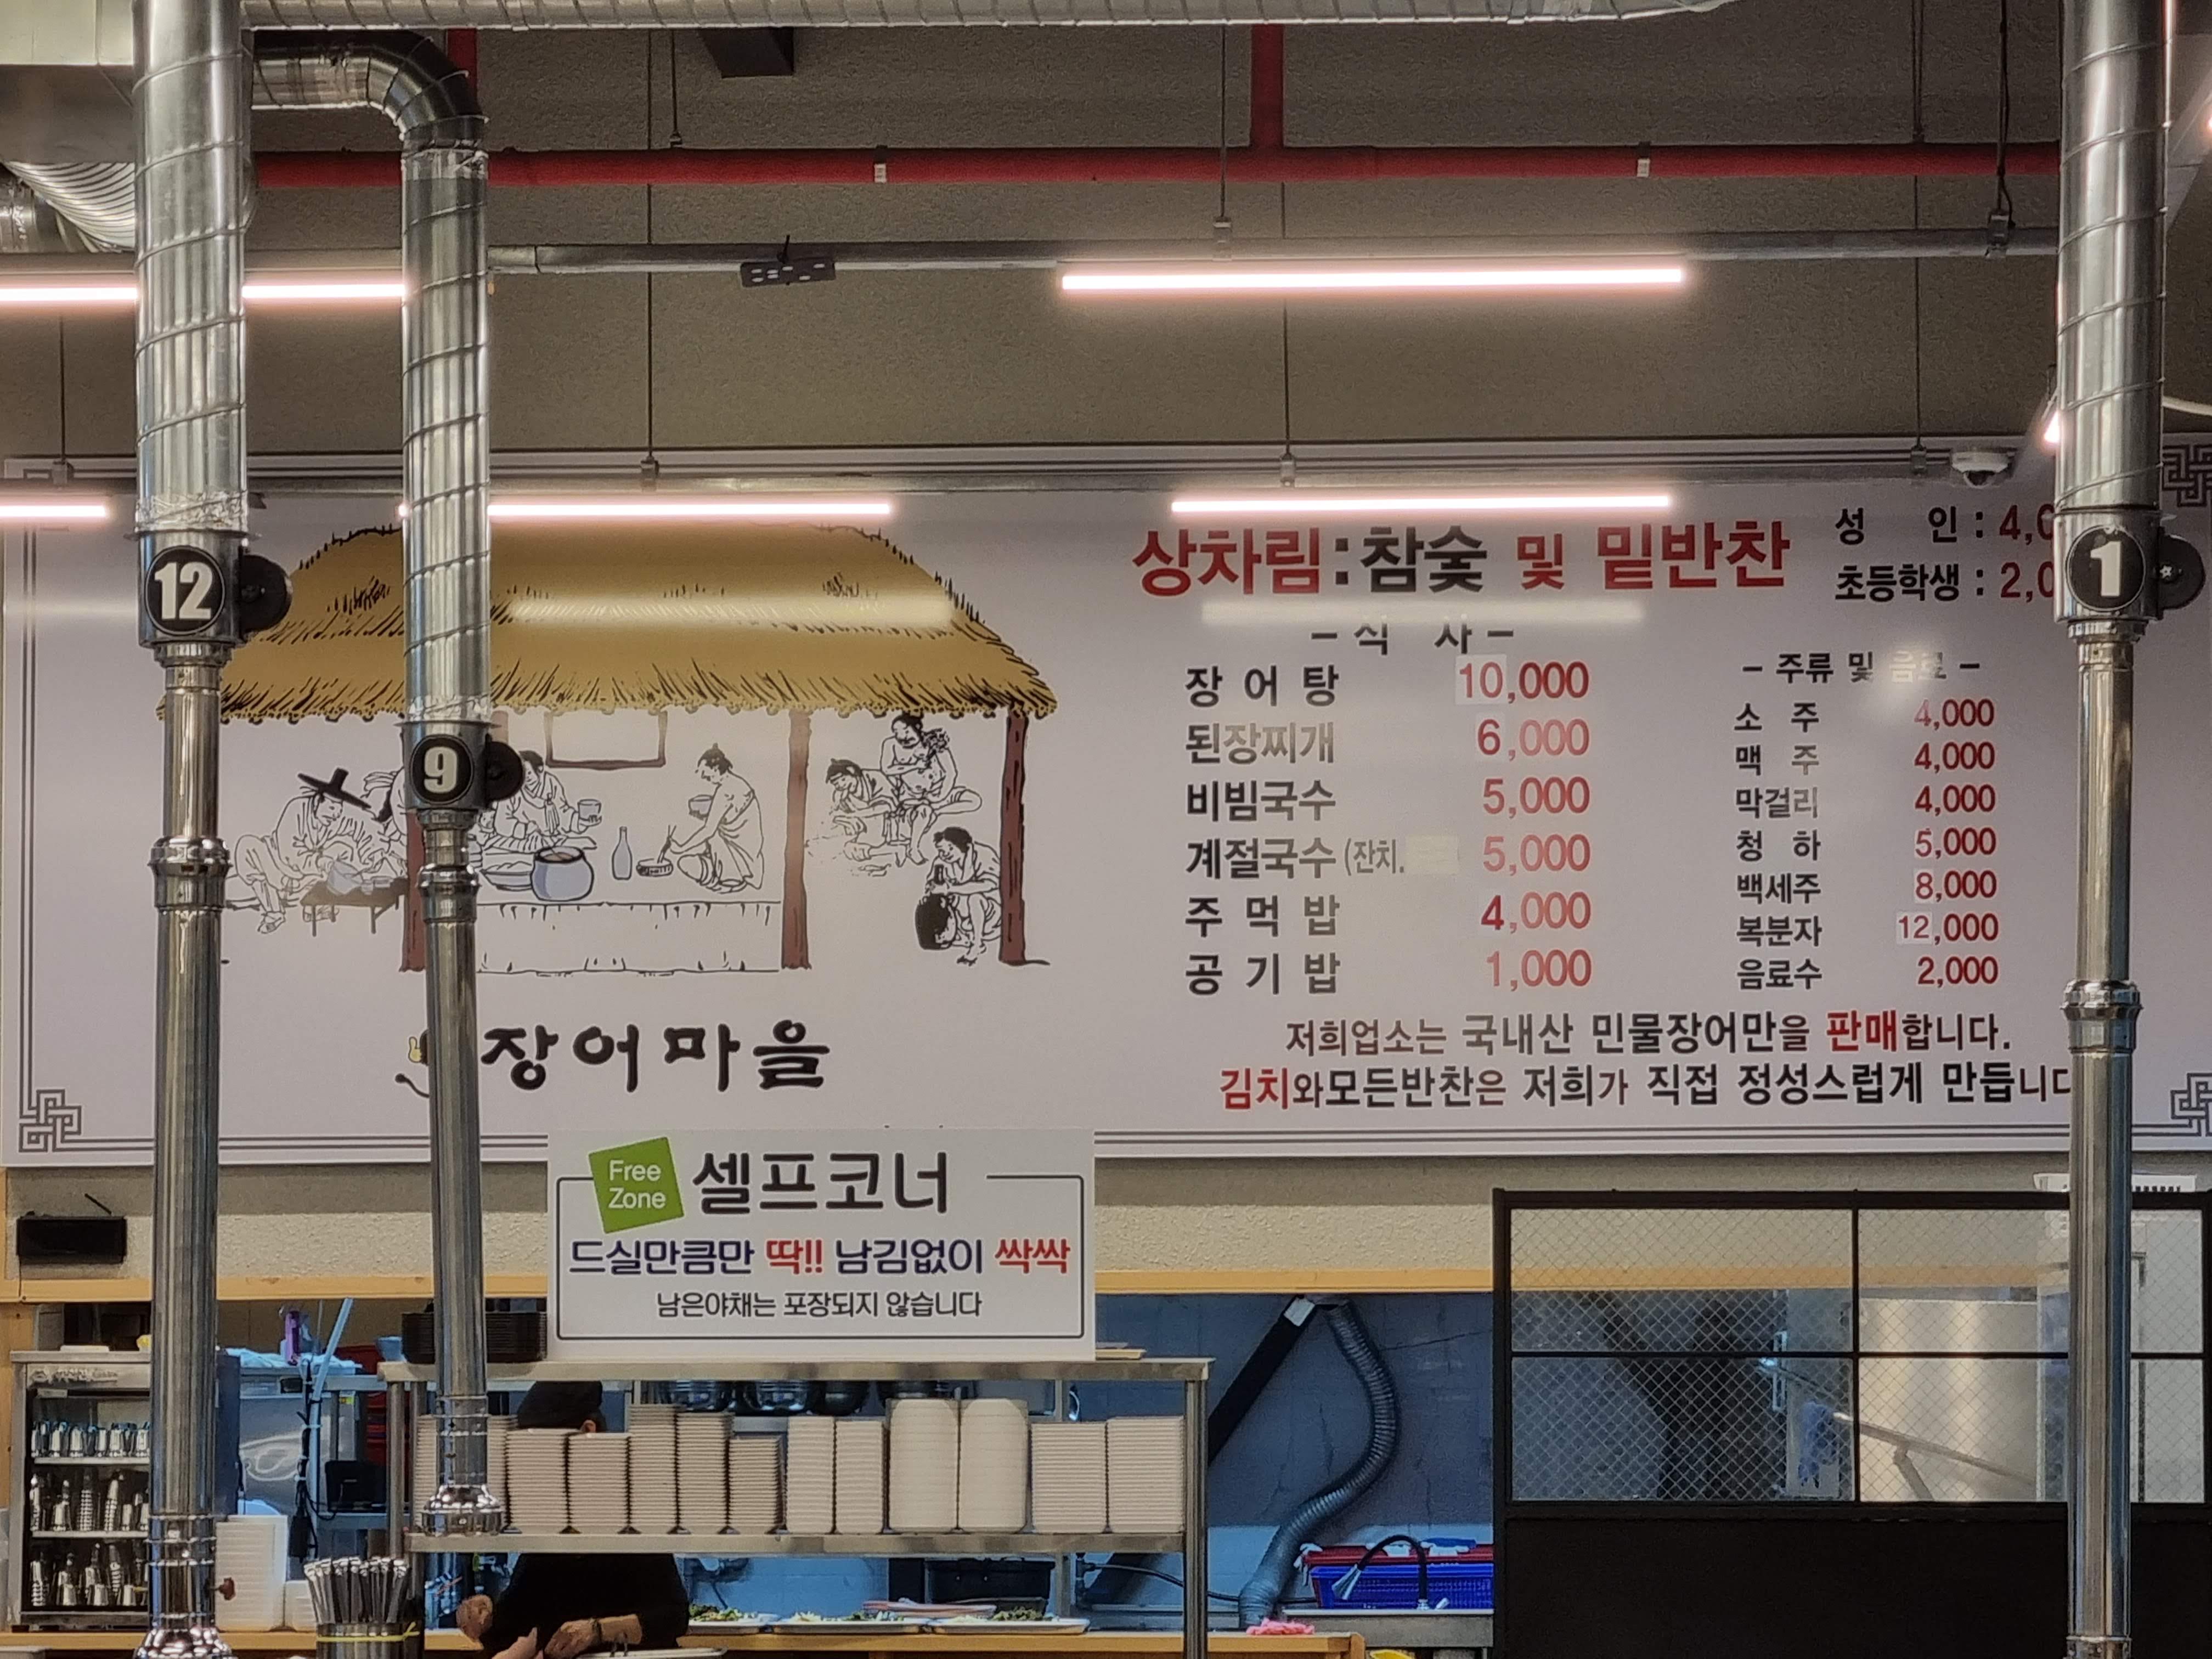 12
9
1
상차림:참숯 및 밑반찬
성 인 : 4,0
초등학생 : 2,0
- 식 사 -
장어탕 10,000
된장찌개 6,000
비빔국수 5,000
계절국수 (잔치. 5,000
주먹밥 4,000
공기밥 1,000
- 주류 및 음료 -
소주 4,000
맥주 4,000
막걸리 4,000
청하 5,000
백세주 8,000
복분자 12,000
음료수 2,000
저희업소는 국내산 민물장어만을 판매합니다.
김치와모든반찬은 저희가 직접 정성스럽게 만듭니다
장어마을
Free Zone
셀프코너
드실만큼만 딱!! 남김없이 싹싹
남은야채는 포장되지 않습니다